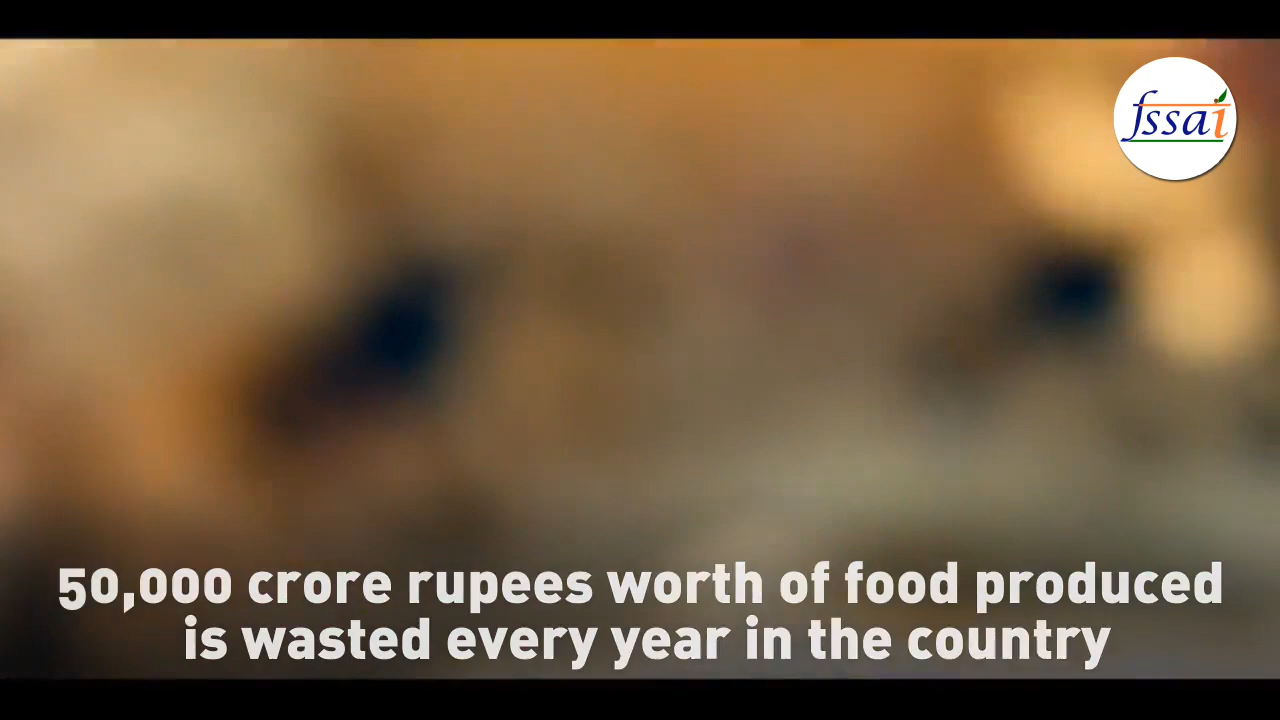 fssai
50,000 crore rupees worth of food produced
is wasted every year in the country